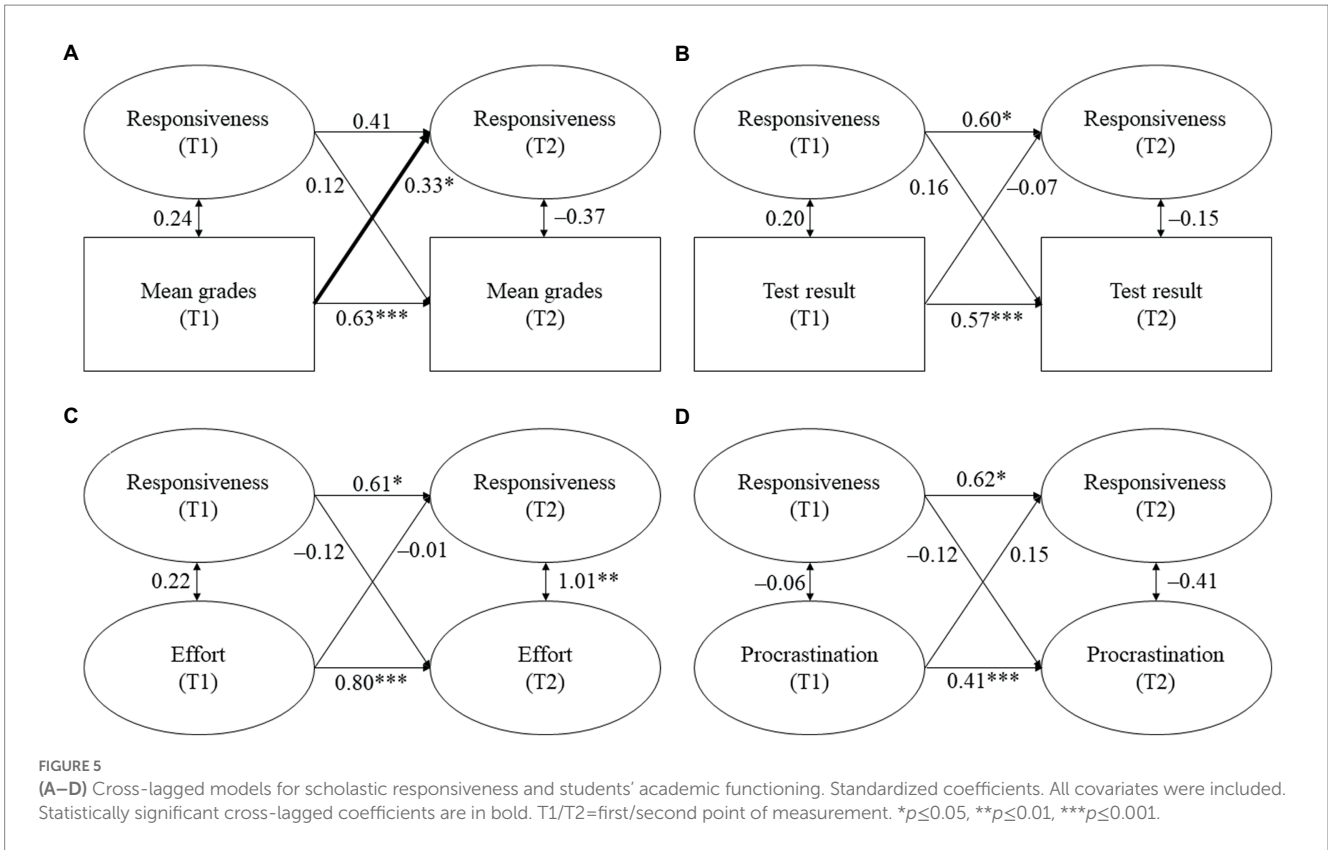 A
Responsiveness
(T1)
0.41
Responsiveness
(T2)
0.12
0.33*
0.24
–0.37
Mean grades
(T1)
0.63***
Mean grades
(T2)
B
Responsiveness
(T1)
0.60*
Responsiveness
(T2)
0.16
–0.07
0.20
–0.15
Test result
(T1)
0.57***
Test result
(T2)
C
Responsiveness
(T1)
0.61*
Responsiveness
(T2)
–0.12
–0.01
0.22
1.01**
Effort
(T1)
0.80***
Effort
(T2)
D
Responsiveness
(T1)
0.62*
Responsiveness
(T2)
–0.12
0.15
–0.06
–0.41
Procrastination
(T1)
0.41***
Procrastination
(T2)
FIGURE 5
(A–D) Cross-lagged models for scholastic responsiveness and students’ academic functioning. Standardized coefficients. All covariates were included.
Statistically significant cross-lagged coefficients are in bold. T1/T2=first/second point of measurement. *p≤0.05, **p≤0.01, ***p≤0.001.